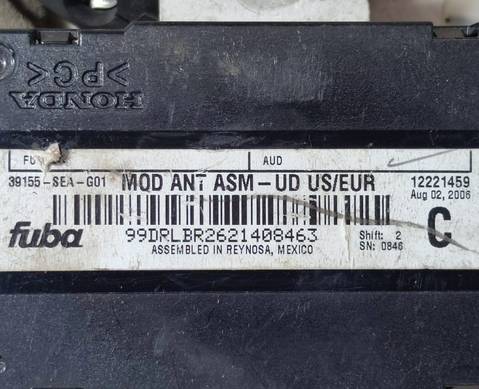 >PC<
HONDA
AUD
39155-SEA-G01 MOD ANT ASM-UD US/EUR 12221459
Aug 02, 2006
fuba 99DRLBR2621408463 Shift: 2 C
ASSEMBLED IN REYNOSA, MEXICO SN: 0846